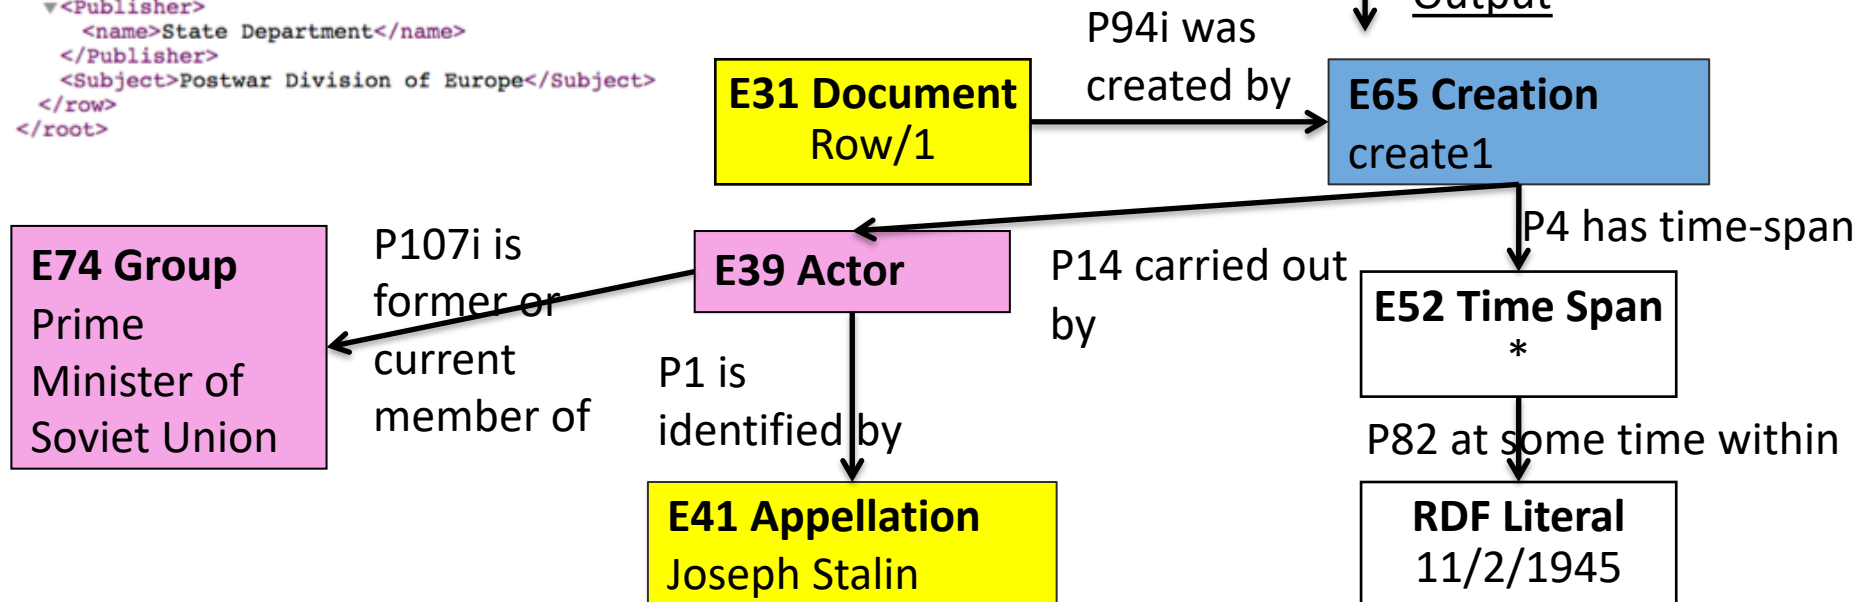 ▼<Publisher>
<name>State Department</name>
</Publisher>
<Subject>Postwar Division of Europe</Subject>
</row>
</root>
Output
P94i was
created by
E31 Document
Row/1
E65 Creation
create1
P4 has time-span
E74 Group
Prime
Minister of
Soviet Union
P107i is
former or
current
member of
E39 Actor
P14 carried out
by
E52 Time Span
*
P1 is
identified by
P82 at some time within
E41 Appellation
Joseph Stalin
RDF Literal
11/2/1945